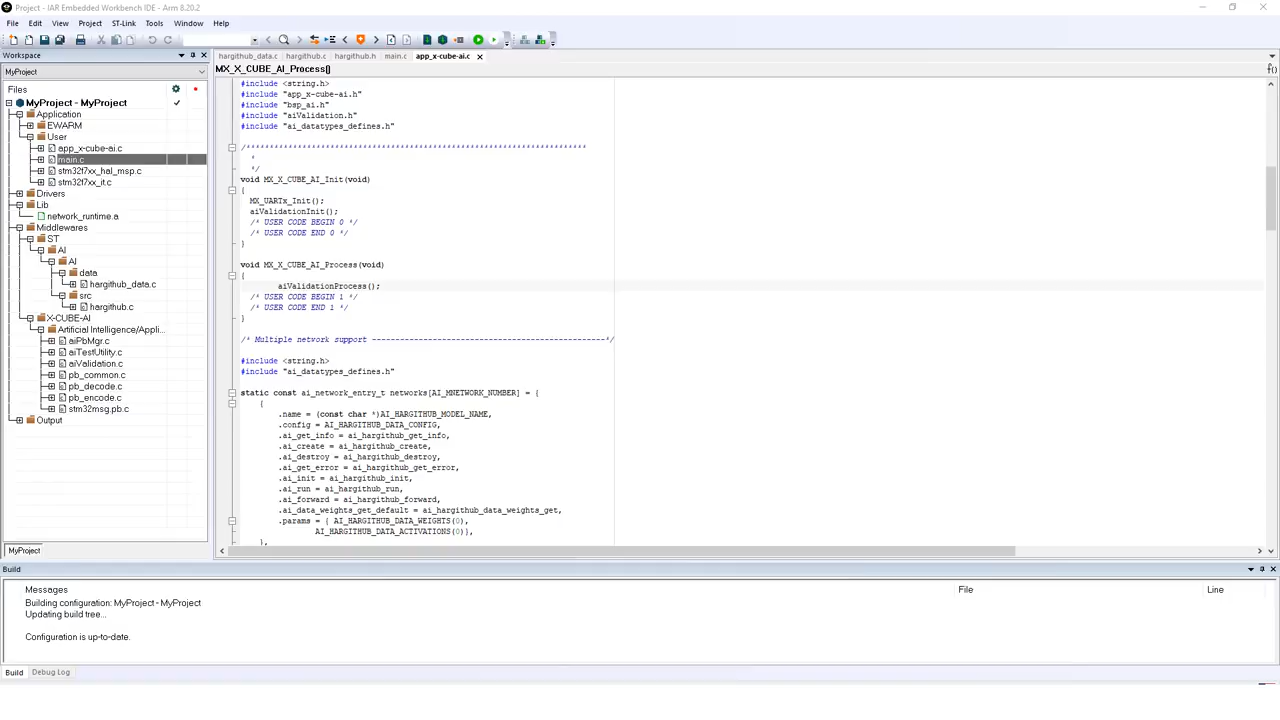 Project - IAR Embedded Workbench IDE - Arm 8.20.2
File Edit View Project ST-Link Tools Window Help
Workspace
hargithub_data.c hargithub.c hargithub.h main.c app_x-cube-ai.c
MyProject
MX_X_CUBE_AI_Process() f()
Files
MyProject - MyProject
Application
EWARM
User
app_x-cube-ai.c
main.c
stm32f7xx_hal_msp.c
stm32f7xx_it.c
Drivers
Lib
network_runtime.a
Middlewares
ST
AI
AI
data
hargithub_data.c
src
hargithub.c
X-CUBE-AI
Artificial Intelligence/Appli...
aiPbMgr.c
aiTestUtility.c
aiValidation.c
pb_common.c
pb_decode.c
pb_encode.c
stm32msg.pb.c
Output
MyProject
#include <string.h>
#include "app_x-cube-ai.h"
#include "bsp_ai.h"
#include "aiValidation.h"
#include "ai_datatypes_defines.h"
/*************************************************************************
*
*/
void MX_X_CUBE_AI_Init(void)
{
MX_UARTx_Init();
aiValidationInit();
/* USER CODE BEGIN 0 */
/* USER CODE END 0 */
}
void MX_X_CUBE_AI_Process(void)
{
aiValidationProcess();
/* USER CODE BEGIN 1 */
/* USER CODE END 1 */
}
/* Multiple network support --------------------------------------------------*/
#include <string.h>
#include "ai_datatypes_defines.h"
static const ai_network_entry_t networks[AI_MNETWORK_NUMBER] = {
{
.name = (const char *)AI_HARGITHUB_MODEL_NAME,
.config = AI_HARGITHUB_DATA_CONFIG,
.ai_get_info = ai_hargithub_get_info,
.ai_create = ai_hargithub_create,
.ai_destroy = ai_hargithub_destroy,
.ai_get_error = ai_hargithub_get_error,
.ai_init = ai_hargithub_init,
.ai_run = ai_hargithub_run,
.ai_forward = ai_hargithub_forward,
.ai_data_weights_get_default = ai_hargithub_data_weights_get,
.params = { AI_HARGITHUB_DATA_WEIGHTS(0),
AI_HARGITHUB_DATA_ACTIVATIONS(0)},
},
Build
Messages File Line
Building configuration: MyProject - MyProject
Updating build tree...
Configuration is up-to-date.
Build Debug Log